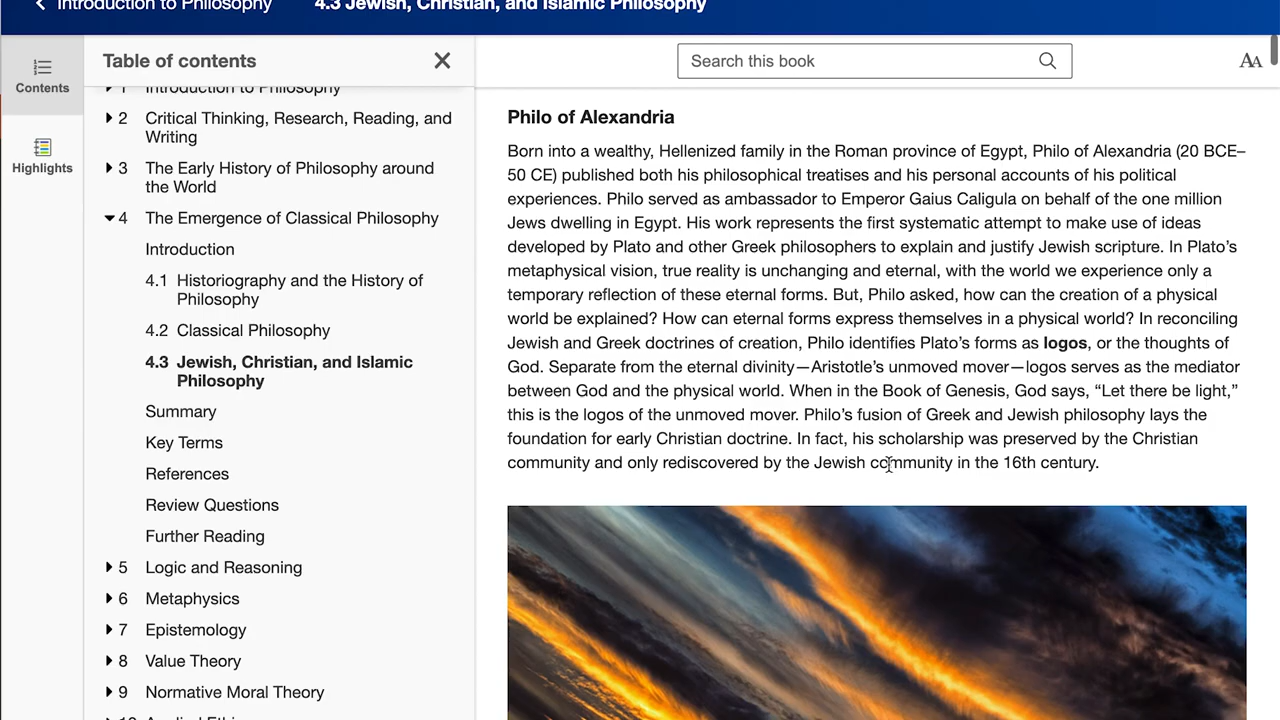 Introduction to Philosophy
4.3 Jewish, Christian, and Islamic Philosophy
Contents
Highlights
Table of contents
1 Introduction to Philosophy
2 Critical Thinking, Research, Reading, and
Writing
3 The Early History of Philosophy around
the World
4 The Emergence of Classical Philosophy
Introduction
4.1 Historiography and the History of
Philosophy
4.2 Classical Philosophy
4.3 Jewish, Christian, and Islamic
Philosophy
Summary
Key Terms
References
Review Questions
Further Reading
5 Logic and Reasoning
6 Metaphysics
7 Epistemology
8 Value Theory
9 Normative Moral Theory
Search this book
AA
Philo of Alexandria
Born into a wealthy, Hellenized family in the Roman province of Egypt, Philo of Alexandria (20 BCE–
50 CE) published both his philosophical treatises and his personal accounts of his political
experiences. Philo served as ambassador to Emperor Gaius Caligula on behalf of the one million
Jews dwelling in Egypt. His work represents the first systematic attempt to make use of ideas
developed by Plato and other Greek philosophers to explain and justify Jewish scripture. In Plato’s
metaphysical vision, true reality is unchanging and eternal, with the world we experience only a
temporary reflection of these eternal forms. But, Philo asked, how can the creation of a physical
world be explained? How can eternal forms express themselves in a physical world? In reconciling
Jewish and Greek doctrines of creation, Philo identifies Plato’s forms as logos, or the thoughts of
God. Separate from the eternal divinity—Aristotle’s unmoved mover—logos serves as the mediator
between God and the physical world. When in the Book of Genesis, God says, “Let there be light,”
this is the logos of the unmoved mover. Philo’s fusion of Greek and Jewish philosophy lays the
foundation for early Christian doctrine. In fact, his scholarship was preserved by the Christian
community and only rediscovered by the Jewish community in the 16th century.